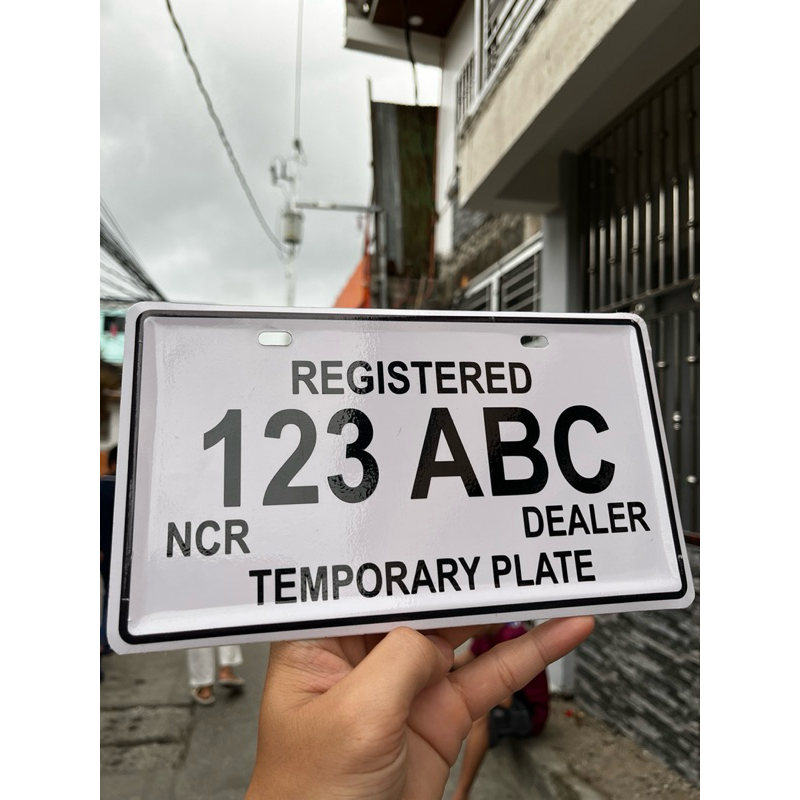 REGISTERED
123 ABC
NCR DEALER
TEMPORARY PLATE